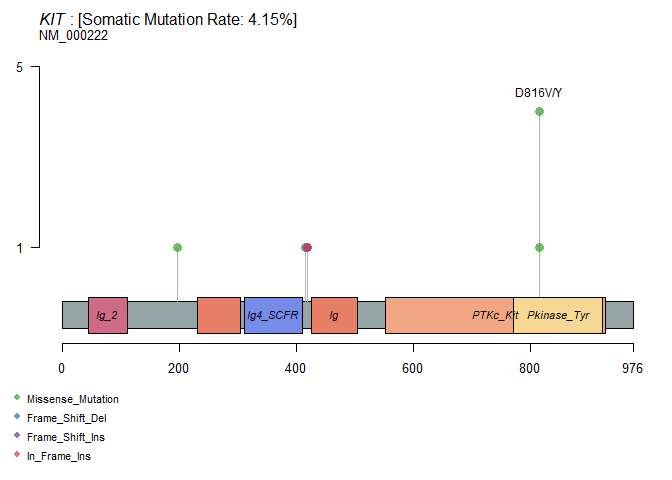 KIT : [Somatic Mutation Rate: 4.15%]
NM_000222
5
D816V/Y
1
Ig_2 Ig4_SCFR Ig PTKc_Kit Pkinase_Tyr
0 200 400 600 800 976
Missense_Mutation
Frame_Shift_Del
Frame_Shift_Ins
In_Frame_Ins